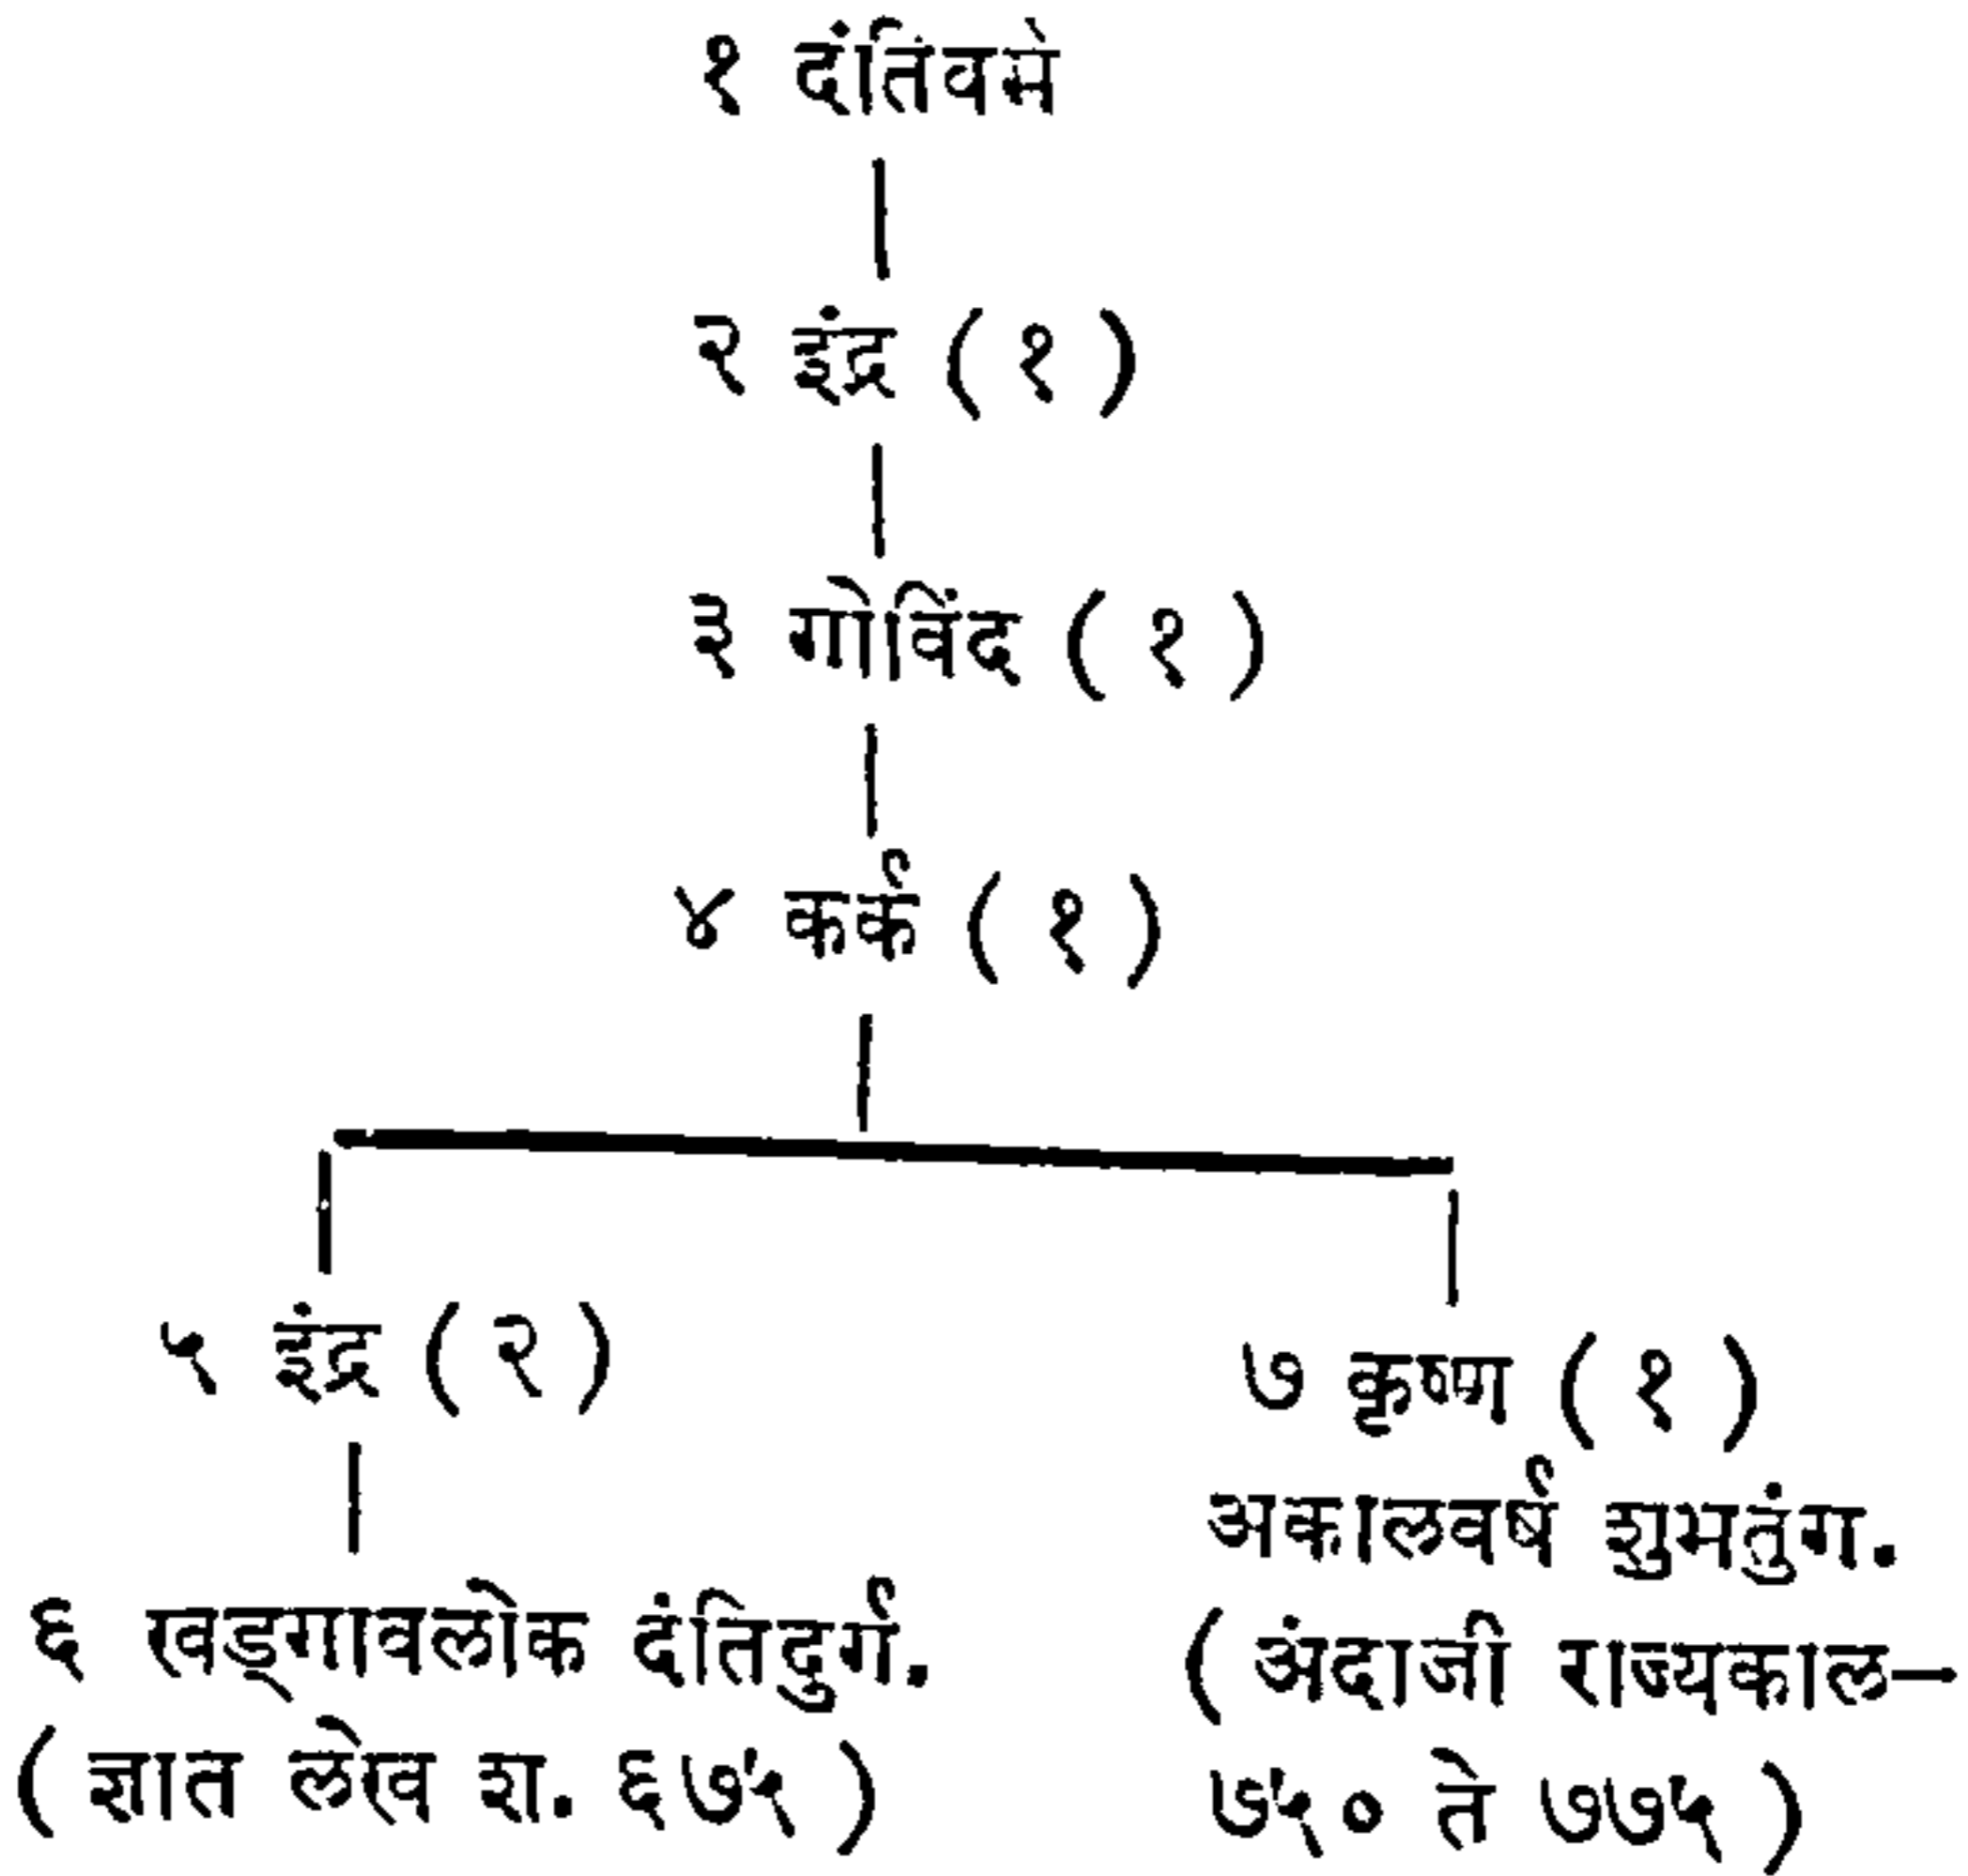 १ दंतिवर्म
२ इंद्र ( १ )
३ गोविंद ( १ )
४ कर्क ( १ )
५ इंद्र ( २ )
७ कृष्ण ( १ )
अकालवर्ष शुभतुंग.
६ खड्गावलोक दंतिदुर्ग.
( अंदाजी राज्यकाल–
( ज्ञात लेख श. ६७५ )
७५० ते ७७५ )